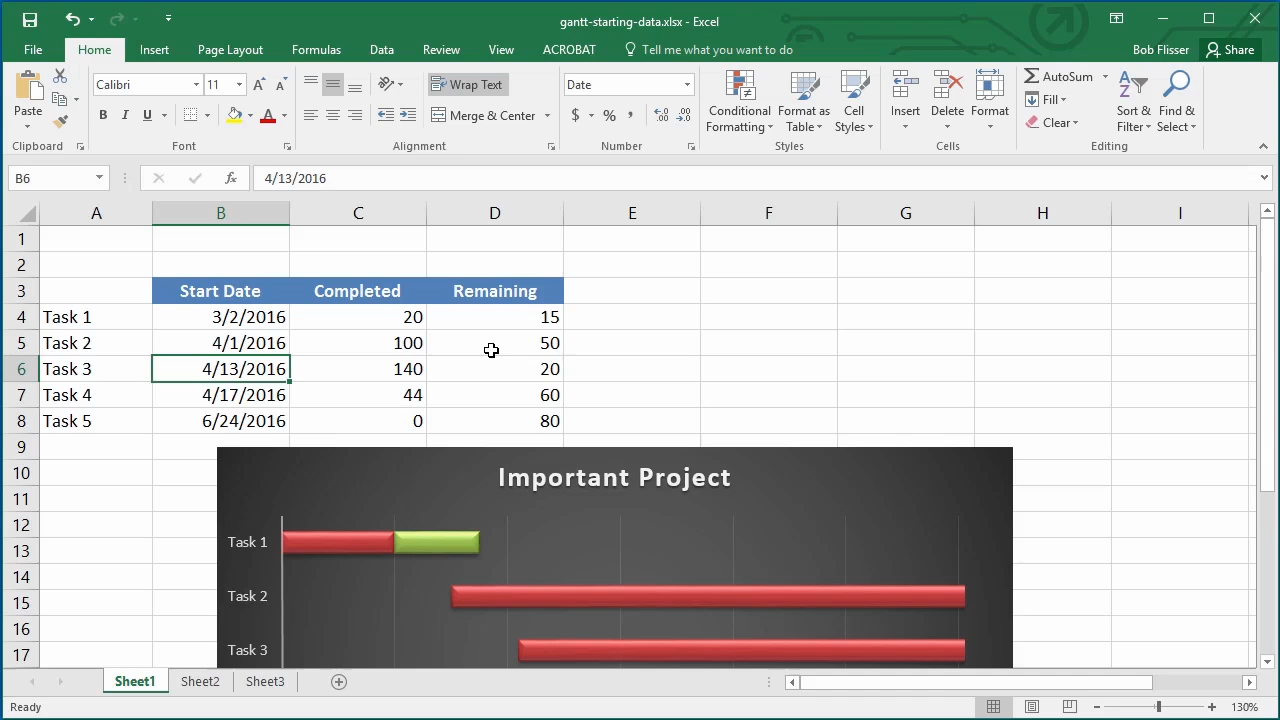 gantt-starting-data.xlsx - Excel
File Home Insert Page Layout Formulas Data Review View ACROBAT Tell me what you want to do Bob Flisser Share
Calibri 11 Wrap Text Date AutoSum
Fill
Paste B I U Merge & Center $ % , Conditional Formatting Format as Table Cell Styles Insert Delete Format Clear Sort & Filter Find & Select
Clipboard Font Alignment Number Styles Cells Editing
B6 fx 4/13/2016
A B C D E F G H I
1
2
3 Start Date Completed Remaining
4 Task 1 3/2/2016 20 15
5 Task 2 4/1/2016 100 50
6 Task 3 4/13/2016 140 20
7 Task 4 4/17/2016 44 60
8 Task 5 6/24/2016 0 80
9
10 Important Project
11
12
13 Task 1
14
15 Task 2
16
17 Task 3
Sheet1 Sheet2 Sheet3
Ready 130%